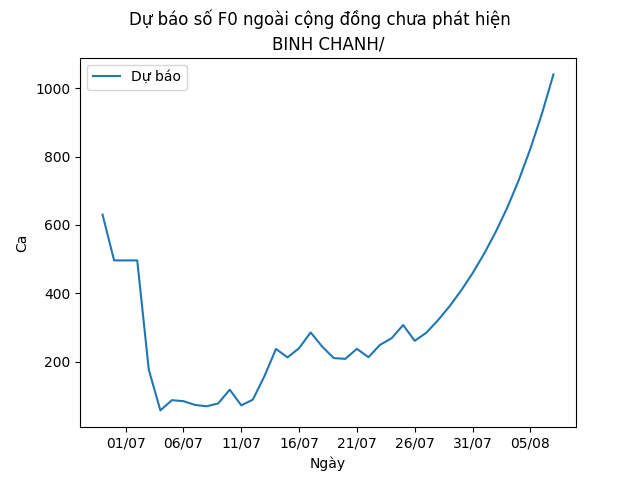 Dự báo số F0 ngoài cộng đồng chưa phát hiện
BINH CHANH/
Dự báo
Ca
1000
800
600
400
200
01/07 06/07 11/07 16/07 21/07 26/07 31/07 05/08
Ngày